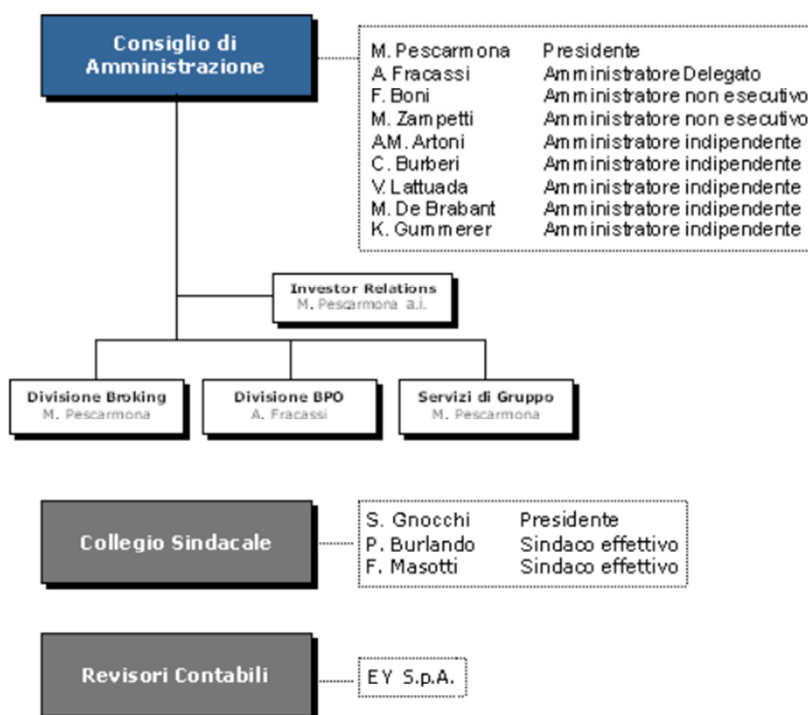 Consiglio di
Amministrazione
M. Pescarmona Presidente
A. Fracassi Amministratore Delegato
F. Boni Amministratore non esecutivo
M. Zampetti Amministratore non esecutivo
A.M. Artoni Amministratore indipendente
C. Burberi Amministratore indipendente
V. Lattuada Amministratore indipendente
M. De Brabant Amministratore indipendente
K. Gummerer Amministratore indipendente
Investor Relations
M. Pescarmona a.i.
Divisione Broking
M. Pescarmona
Divisione BPO
A. Fracassi
Servizi di Gruppo
M. Pescarmona
Collegio Sindacale
S. Gnocchi Presidente
P. Burlando Sindaco effettivo
F. Masotti Sindaco effettivo
Revisori Contabili
EY S.p.A.